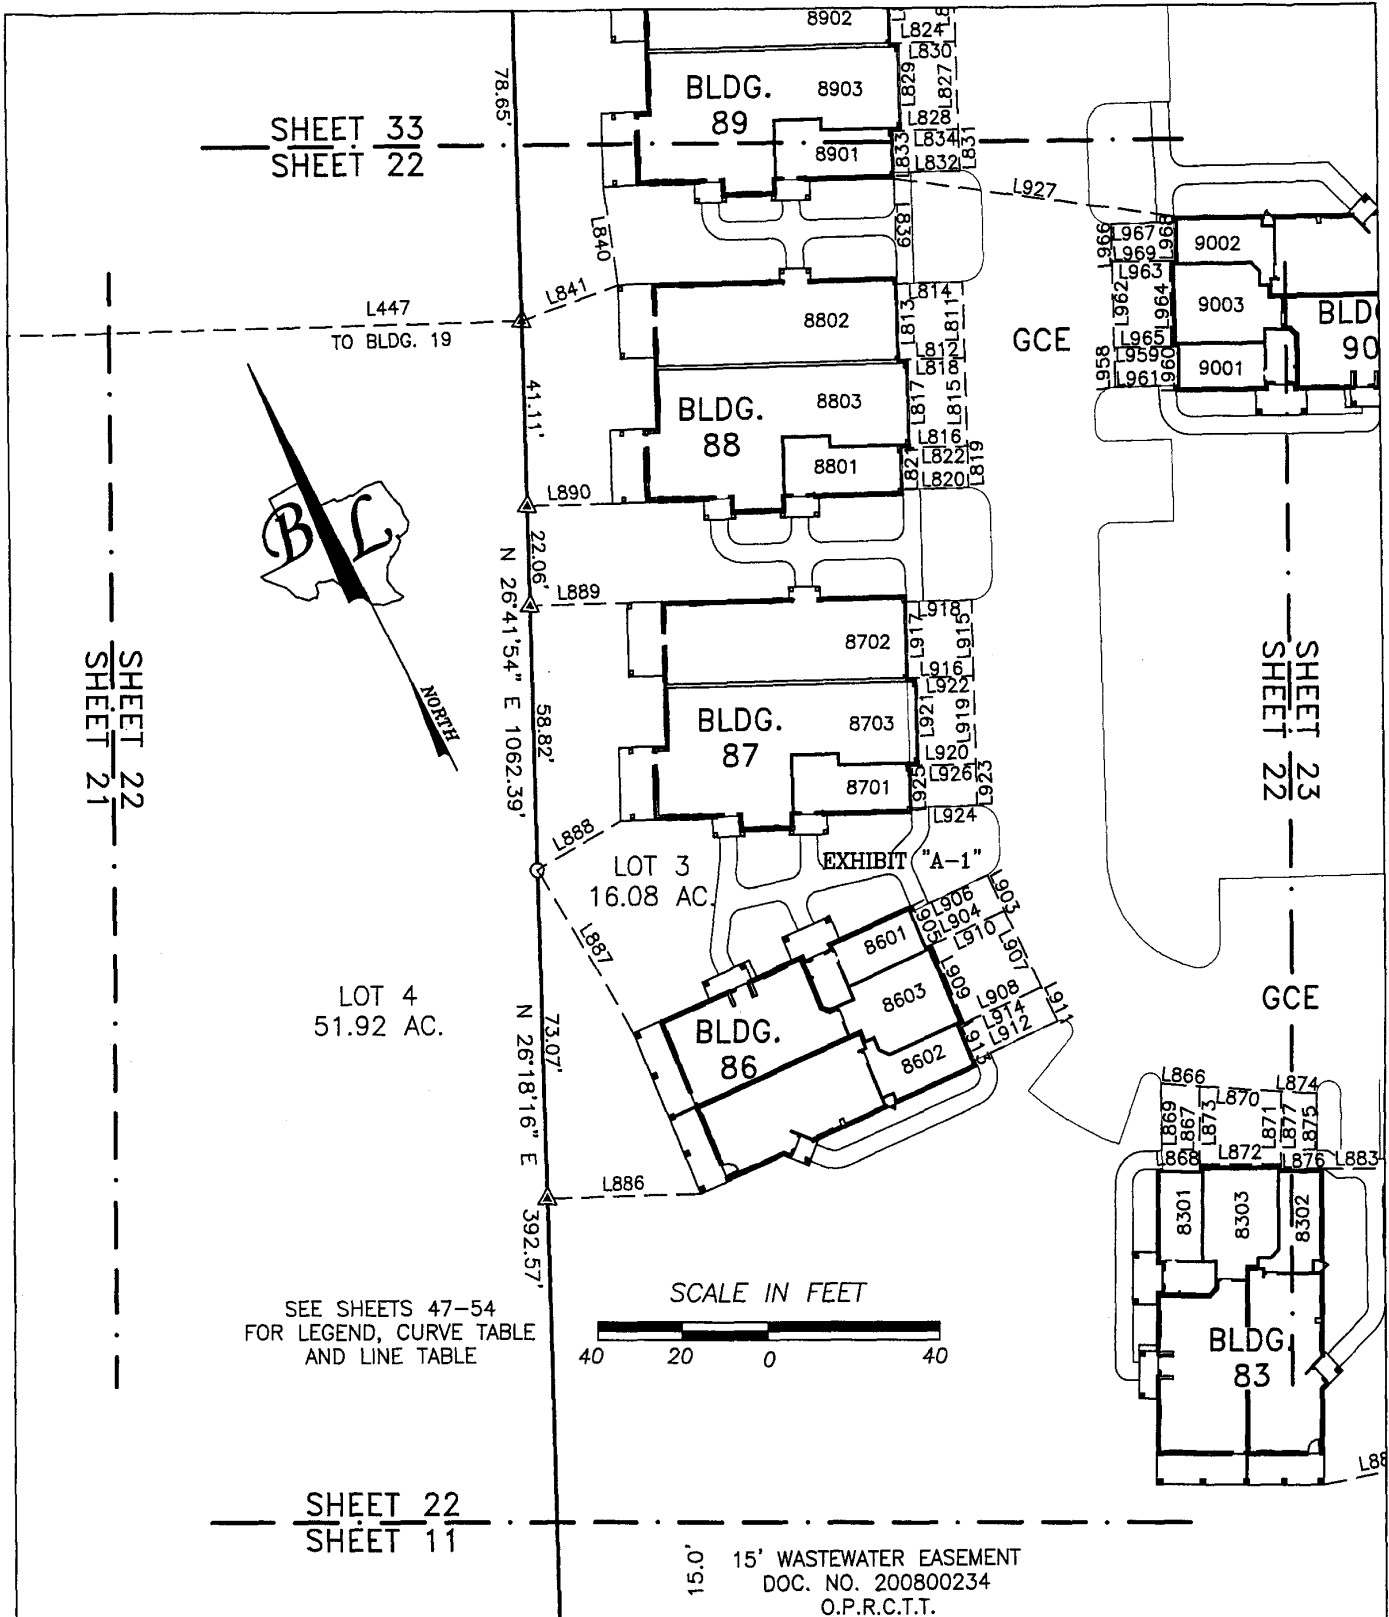 8902
L824
L830
78.65'
BLDG.
89
8903
L829
L827
SHEET 33
SHEET 22
L828
L834
L831
8901
L833
L832
L927
L840
L839
L966
L967
L968
L969
9002
L841
L447
TO BLDG. 19
8802
L814
L813
L811
L812
L818
GCE
L963
L962
L964
9003
BLDG
90
L965
L959
L958
L960
L961
9001
41.11'
BLDG.
88
8803
L817
L815
L816
L822
L819
8801
L821
L820
B L
NORTH
L890
22.06'
L889
N 26°41'54" E 1062.39'
L918
L917
L915
8702
L916
L922
SHEET 22
SHEET 21
SHEET 23
SHEET 22
58.82'
BLDG.
87
8703
L921
L919
L920
L926
8701
L925
L923
L924
L888
LOT 3
16.08 AC.
EXHIBIT "A-1"
L906
L903
L904
L905
L910
8601
L907
L887
L909
8603
L908
L914
L911
L912
LOT 4
51.92 AC.
GCE
N 26°18'16" E 392.57'
73.07'
BLDG.
86
8602
L913
L866
L874
L870
L869
L867
L873
L871
L877
L875
L868
L872
L876
L883
L886
8301
8303
8302
SCALE IN FEET
40 20 0 40
SEE SHEETS 47-54
FOR LEGEND, CURVE TABLE
AND LINE TABLE
BLDG.
83
SHEET 22
SHEET 11
15.0'
15' WASTEWATER EASEMENT
DOC. NO. 200800234
O.P.R.C.T.T.